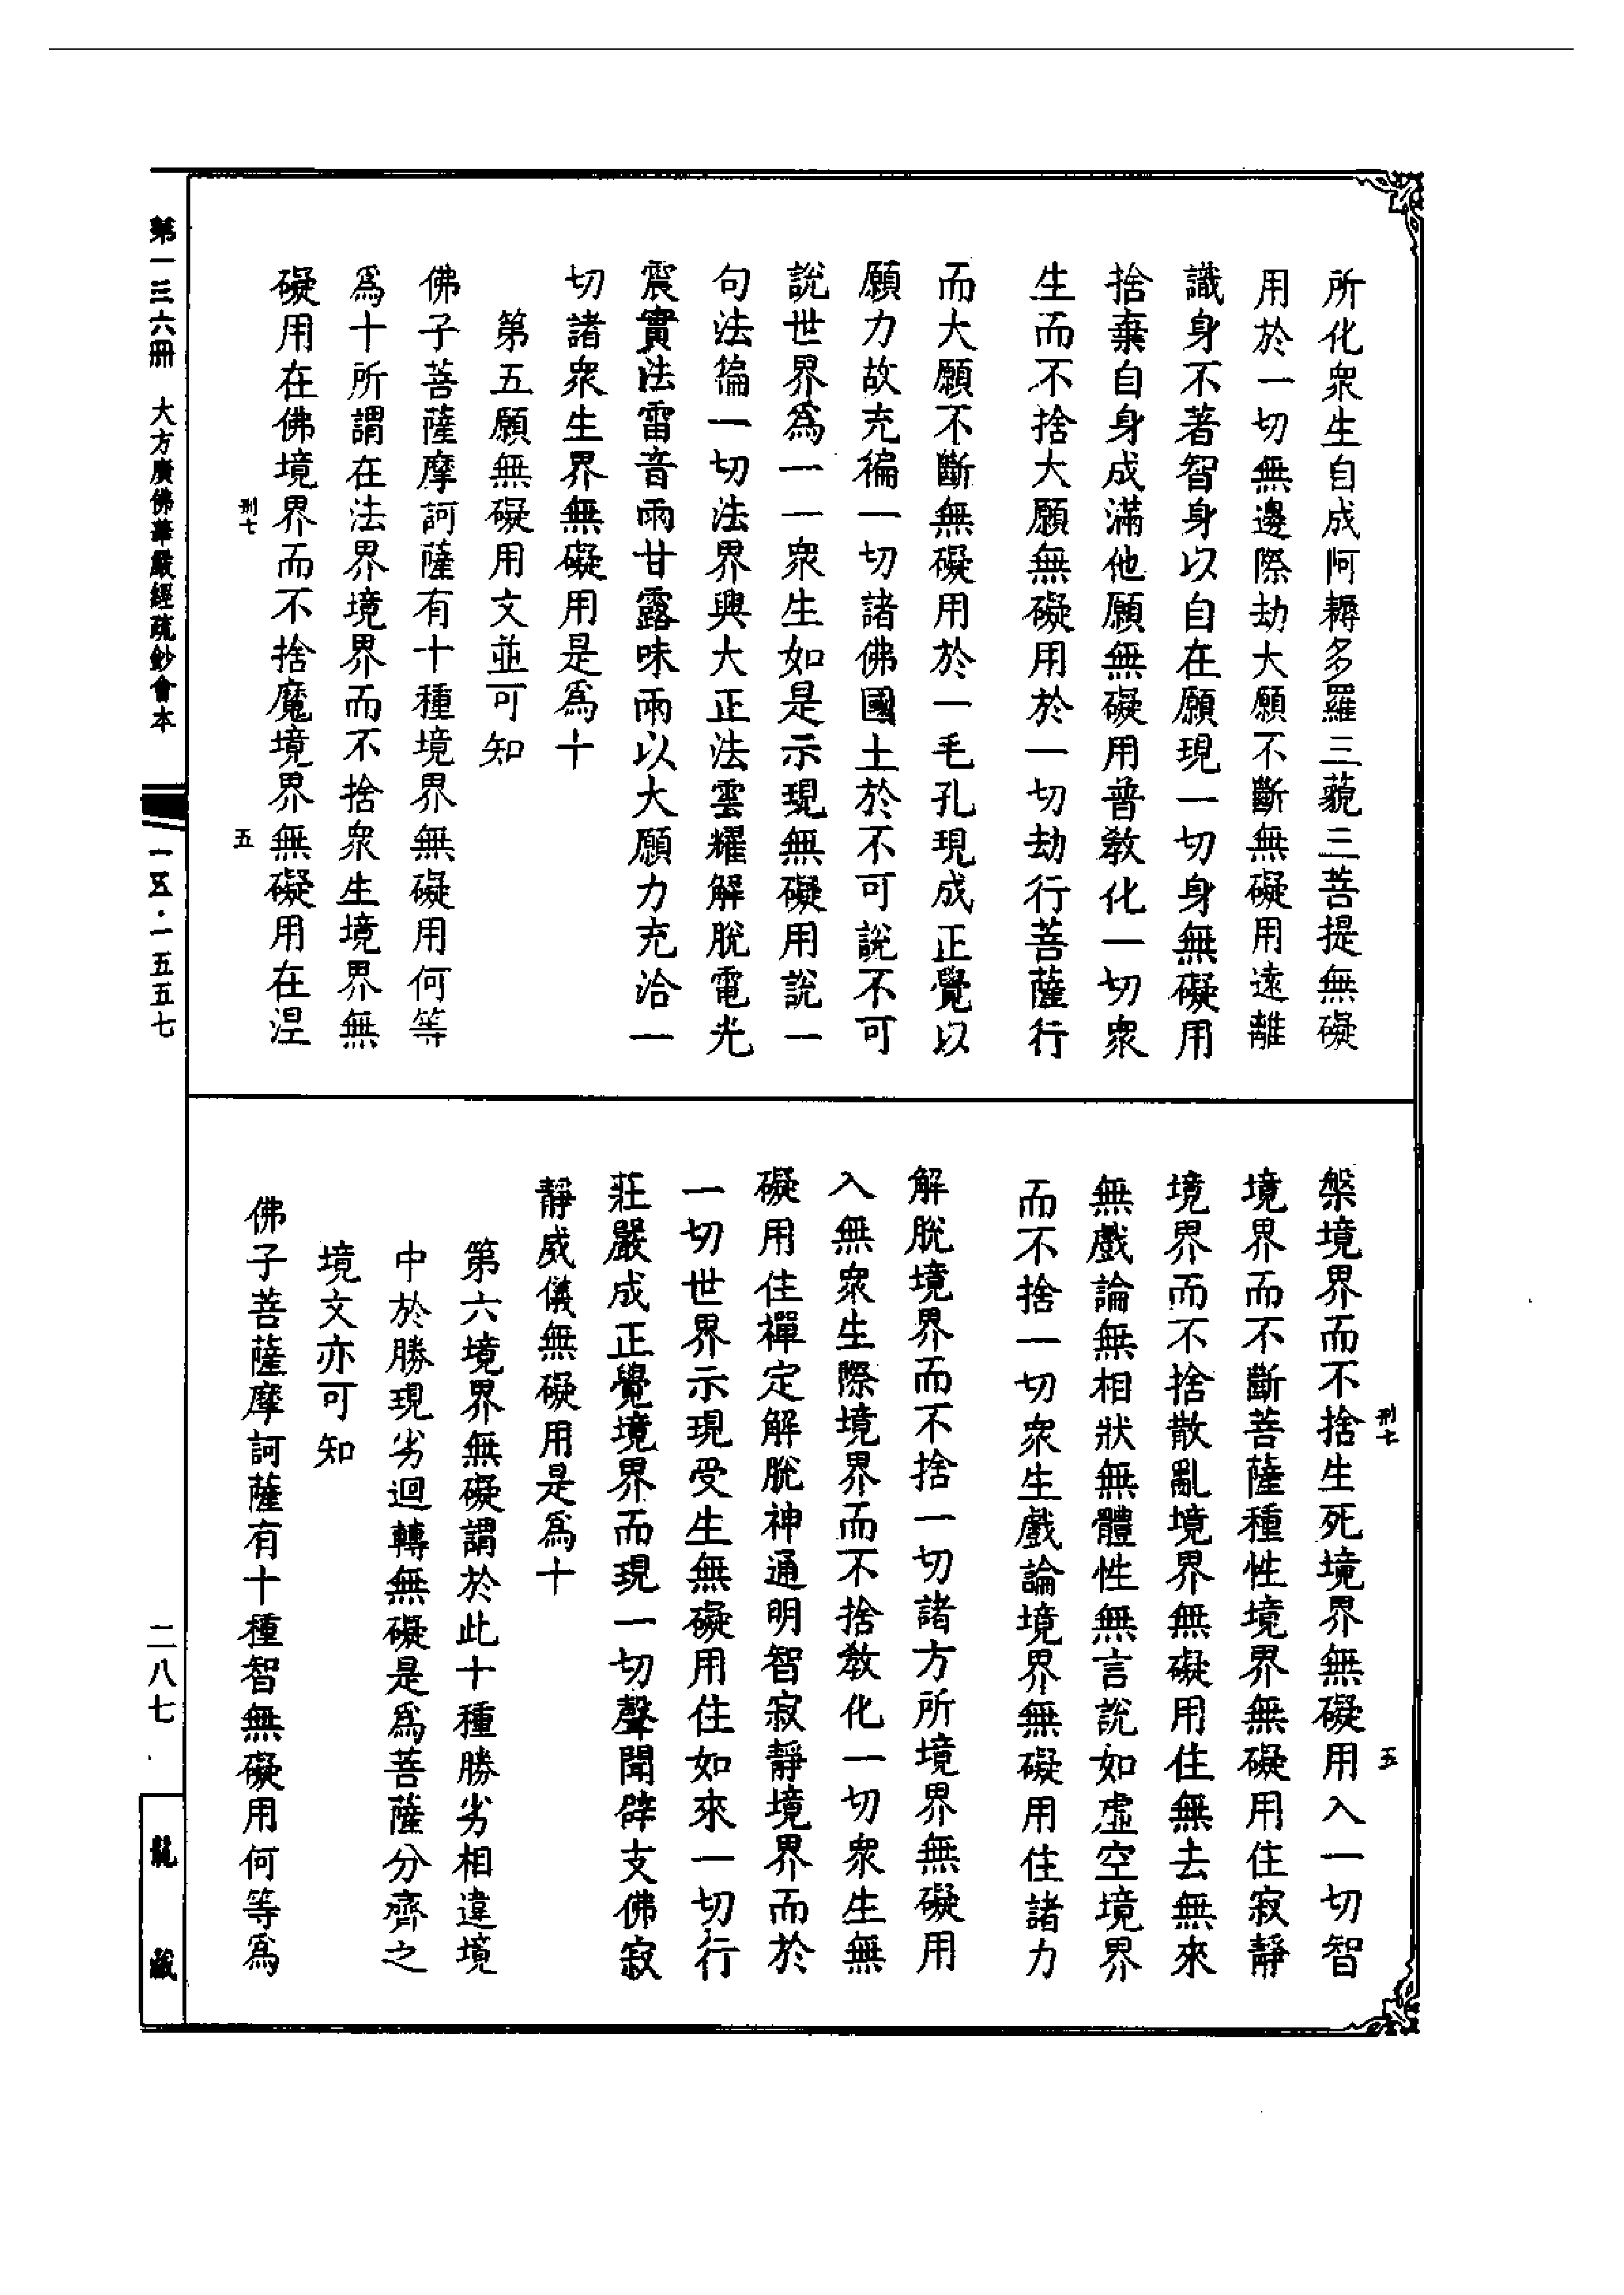 所化衆生自成阿耨多羅三藐三菩提無礙
用於一切無邊際劫大願不斷無礙用遠離
識身不著智身以自在願現一切身無礙用
捨棄自身成滿他願無礙用普教化一切衆
生而不捨大願無礙用於一切劫行菩薩行
而大願不斷無礙用於一毛孔現成正覺以
願力故充徧一切諸佛國土於不可說不可
說世界為一一衆生如是示現無礙用說一
句法徧一切法界興大正法雲耀解脫電光
震實法雷音雨甘露味雨以大願力充洽一
切諸衆生界無礙用是爲十
第五願無礙用文並可知
佛子菩薩摩訶薩有十種境界無礙用何等
爲十所謂在法界境界而不捨衆生境界無
礙用在佛境界而不捨魔境界無礙用在涅
刑七
五
槃境界而不捨生死境界無礙用入一切智
境界而不斷菩薩種性境界無礙用住寂靜
境界而不捨散亂境界無礙用住無去無來
無戲論無相狀無體性無言說如虛空境界
而不捨一切衆生戲論境界無礙用住諸力
解脫境界而不捨一切諸方所境界無礙用
入無衆生際境界而不捨教化一切衆生無
礙用住禪定解脫神通明智寂靜境界而於
一切世界示現受生無礙用住如來一切行
莊嚴成正覺境界而現一切聲聞辟支佛寂
靜威儀無礙用是爲十
第六境界無礙謂於此十種勝劣相違境
中於勝現劣迴轉無礙是爲菩薩分齊之
境文亦可知
佛子菩薩摩訶薩有十種智無礙用何等爲
刑七
五
第一三六冊 大方廣佛華嚴經疏鈔會本
一五·一五五七
二八七
龍藏